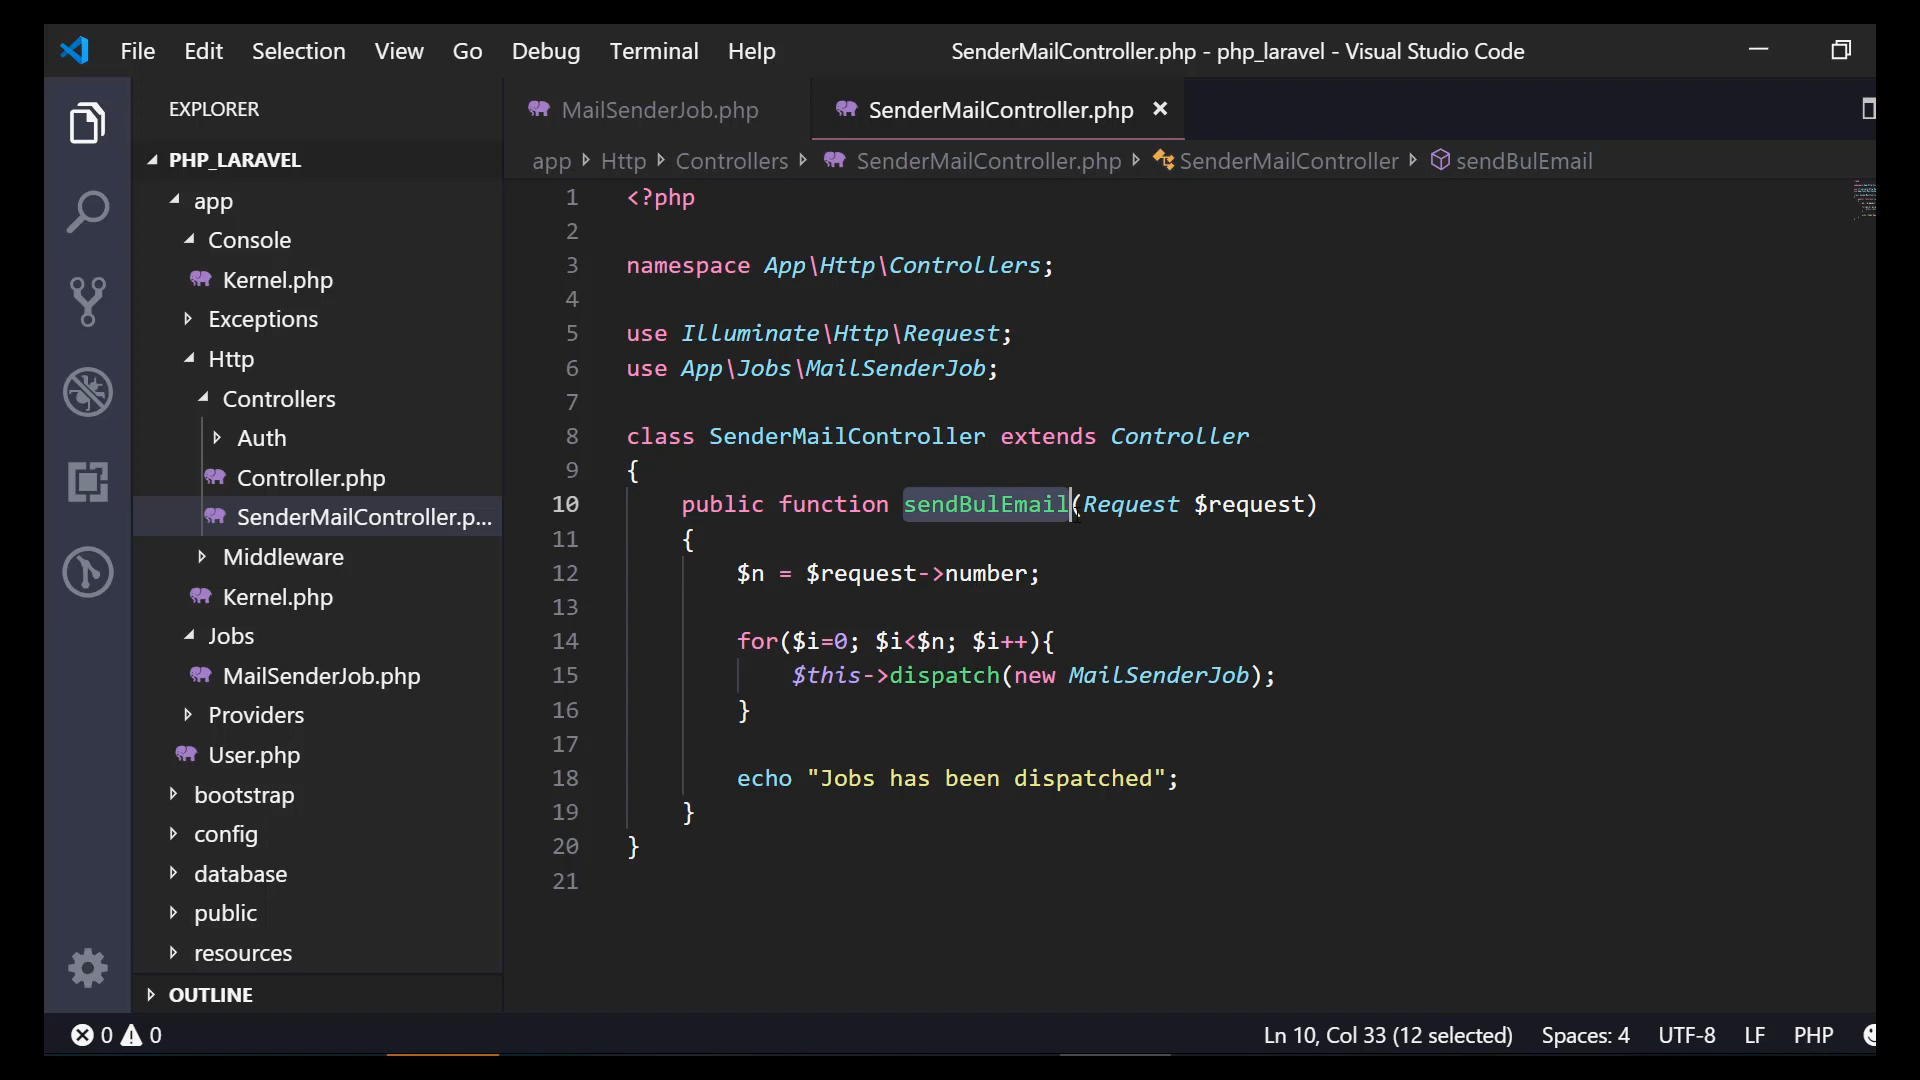 File Edit Selection View Go Debug Terminal Help SenderMailController.php - php_laravel - Visual Studio Code
EXPLORER
MailSenderJob.php SenderMailController.php
PHP_LARAVEL
app Http Controllers SenderMailController.php SenderMailController sendBulEmail
app
Console
Kernel.php
Exceptions
Http
Controllers
Auth
Controller.php
SenderMailController.p...
Middleware
Kernel.php
Jobs
MailSenderJob.php
Providers
User.php
bootstrap
config
database
public
resources
OUTLINE
1 <?php
2
3 namespace App\Http\Controllers;
4
5 use Illuminate\Http\Request;
6 use App\Jobs\MailSenderJob;
7
8 class SenderMailController extends Controller
9 {
10 public function sendBulEmail(Request $request)
11 {
12 $n = $request->number;
13
14 for($i=0; $i<$n; $i++){
15 $this->dispatch(new MailSenderJob);
16 }
17
18 echo "Jobs has been dispatched";
19 }
20 }
21
0 0 Ln 10, Col 33 (12 selected) Spaces: 4 UTF-8 LF PHP